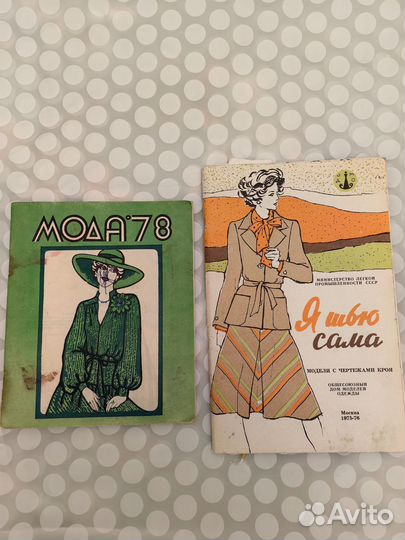 МОДА'78
МИНИСТЕРСТВО ЛЕГКОЙ
ПРОМЫШЛЕННОСТИ СССР
Я шью
сама
МОДЕЛИ С ЧЕРТЕЖАМИ КРОЯ
ОБЩЕСОЮЗНЫЙ
ДОМ МОДЕЛЕЙ
ОДЕЖДЫ
Москва
1975-76
Avito